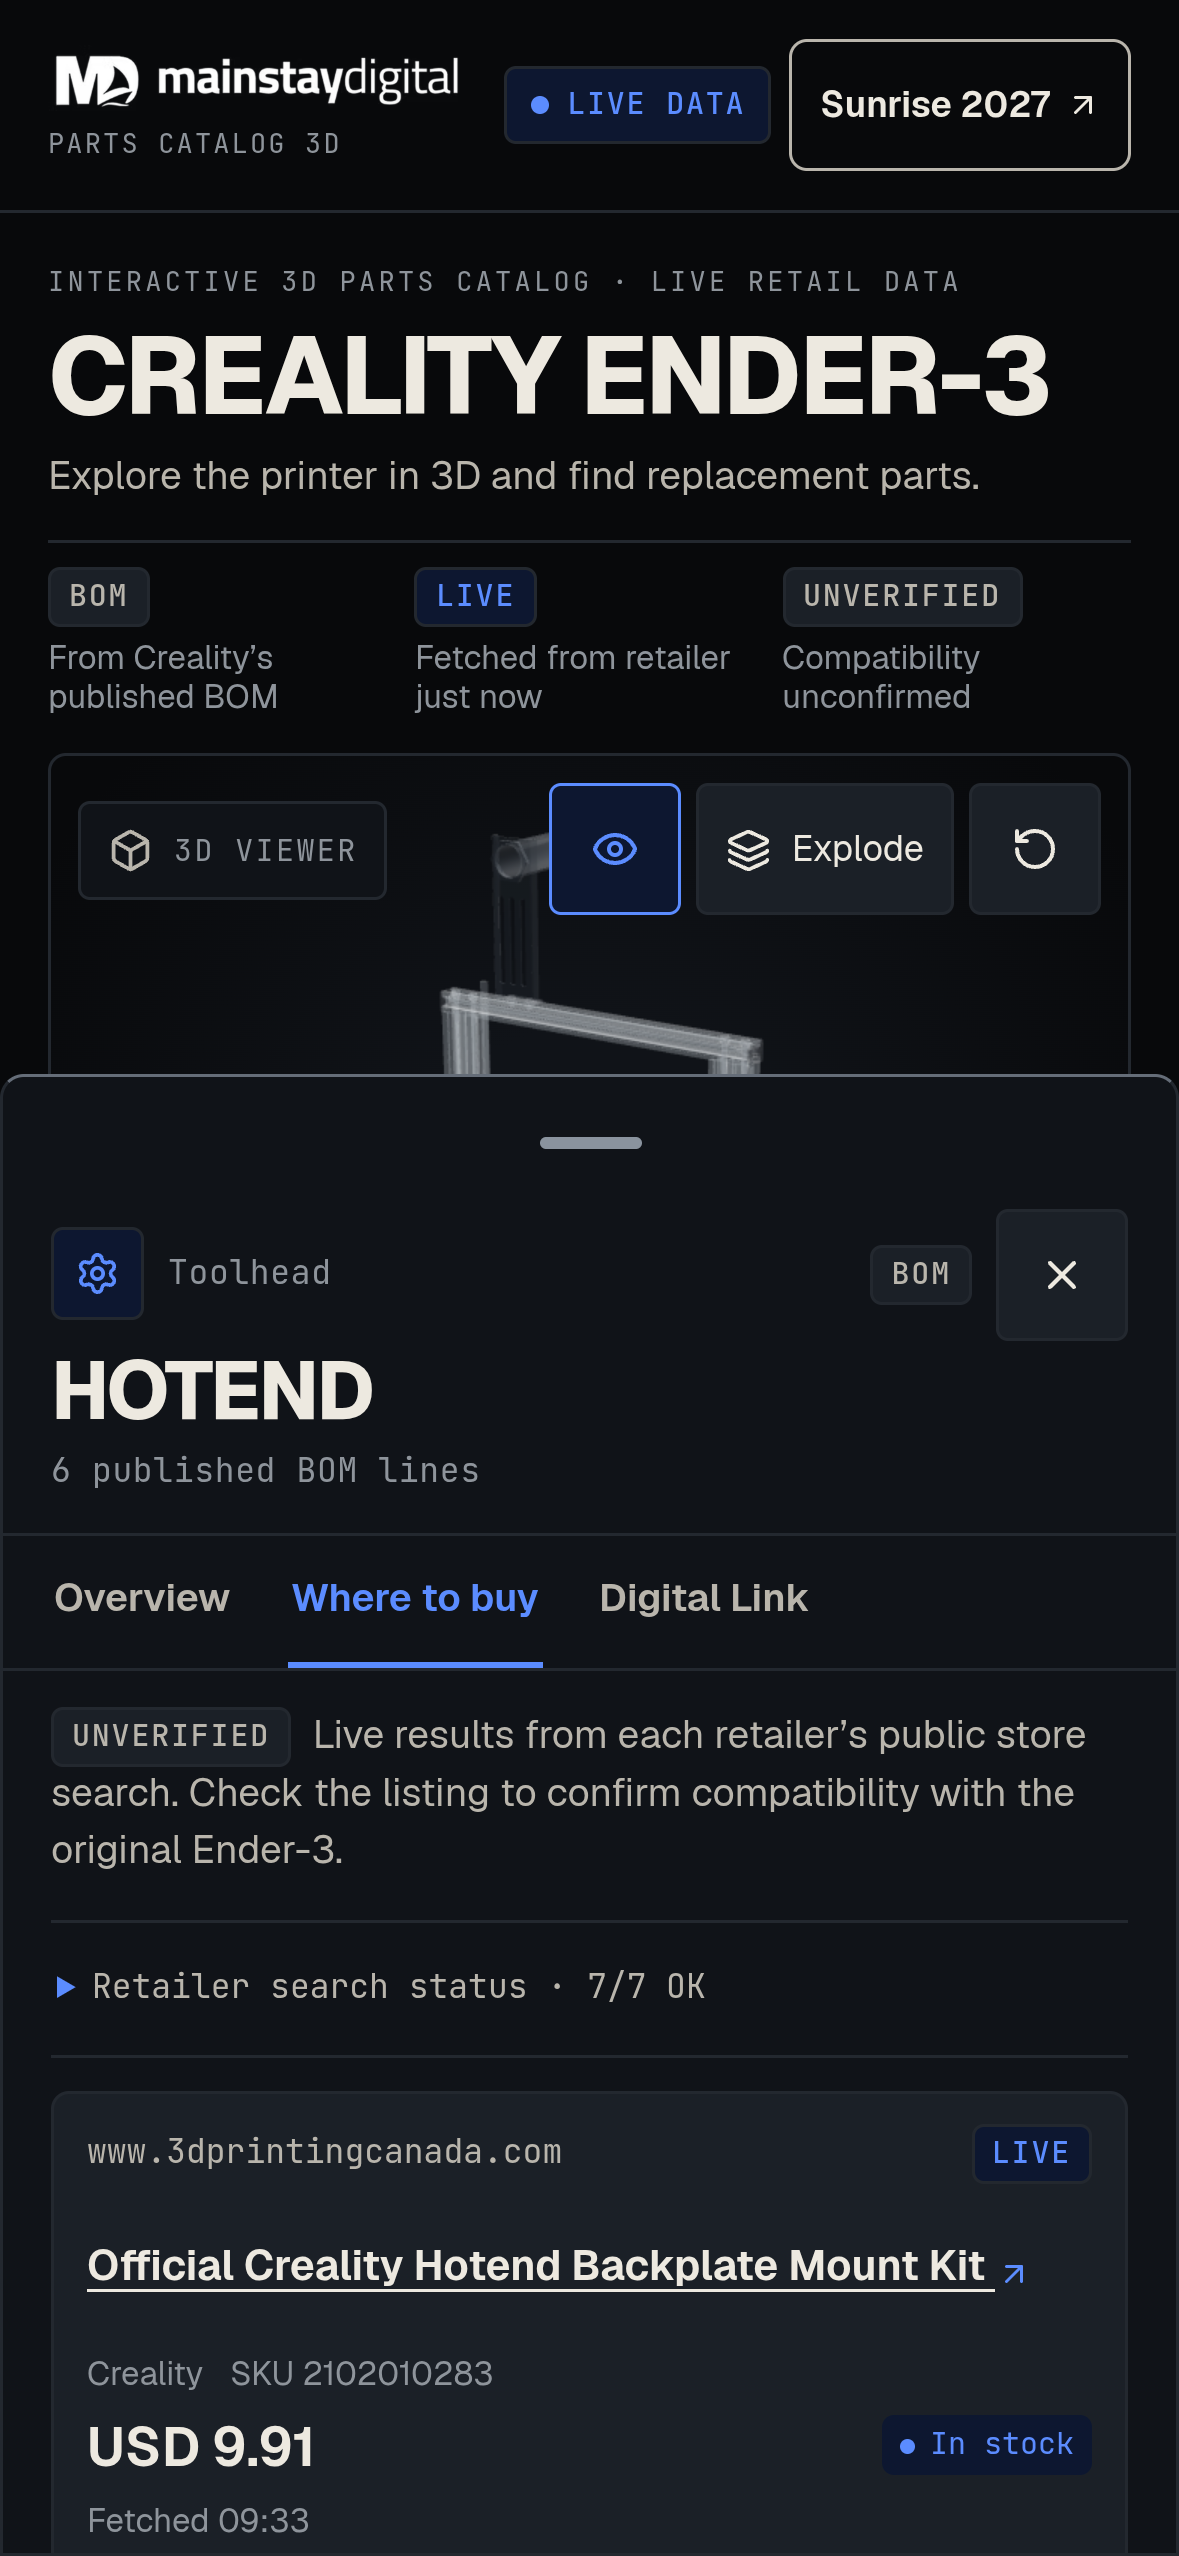 MD mainstaydigital
PARTS CATALOG 3D
LIVE DATA
Sunrise 2027
INTERACTIVE 3D PARTS CATALOG · LIVE RETAIL DATA
CREALITY ENDER-3
Explore the printer in 3D and find replacement parts.
BOM
From Creality’s
published BOM
LIVE
Fetched from retailer
just now
UNVERIFIED
Compatibility
unconfirmed
3D VIEWER
Explode
Toolhead
BOM
HOTEND
6 published BOM lines
Overview
Where to buy
Digital Link
UNVERIFIED Live results from each retailer’s public store
search. Check the listing to confirm compatibility with the
original Ender-3.
Retailer search status · 7/7 OK
www.3dprintingcanada.com
LIVE
Official Creality Hotend Backplate Mount Kit
Creality SKU 2102010283
USD 9.91
In stock
Fetched 09:33